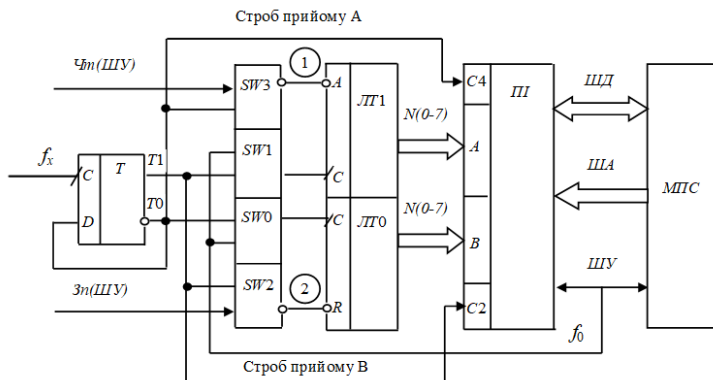 Строб прийому А
Чт(ШУ)
1
SW3
A
ЛТ1
C4
ПІ
ШД
N(0-7)
fx
T1
SW1
A
ША
C
T
C
МПС
T0
SW0
C
ЛТ0
N(0-7)
D
B
ШУ
Зп(ШУ)
SW2
2
R
C2
f0
Строб прийому В